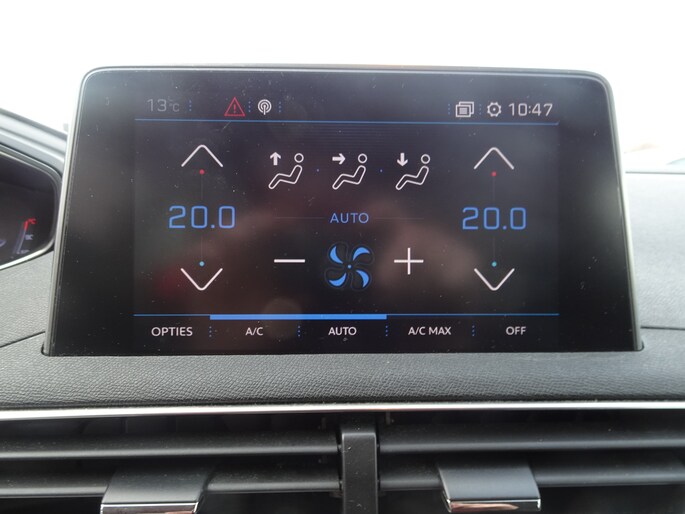 13°C 10:47
20.0 AUTO 20.0
OPTIES A/C AUTO A/C MAX OFF